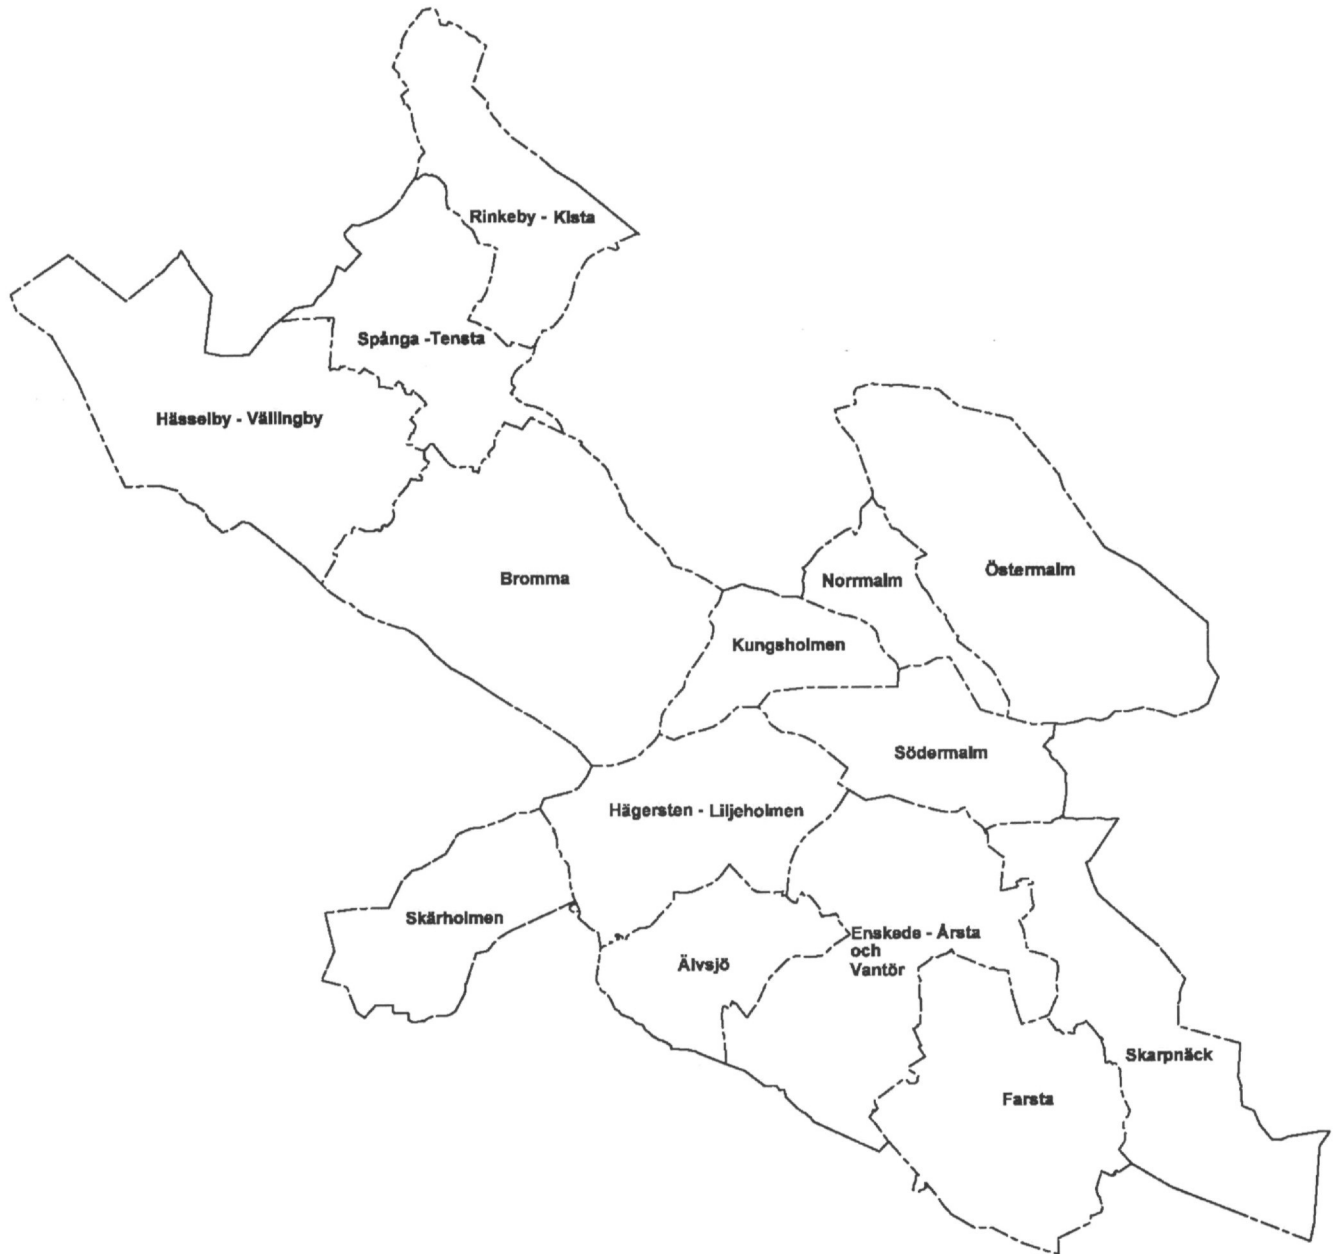 Rinkeby - Kista
Spånga -Tensta
Hässelby - Vällingby
Bromma
Norrmalm
Östermalm
Kungsholmen
Södermalm
Hägersten - Liljeholmen
Skärholmen
Enskede - Årsta
och
Vantör
Älvsjö
Skarpnäck
Farsta